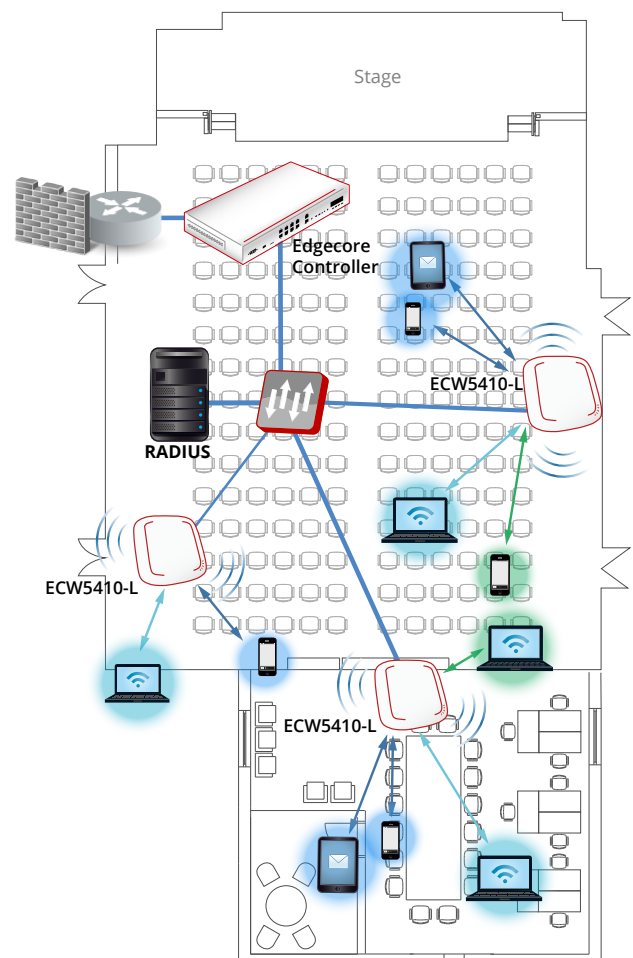 Stage
Edgecore
Controller
ECW5410-L
RADIUS
ECW5410-L
ECW5410-L